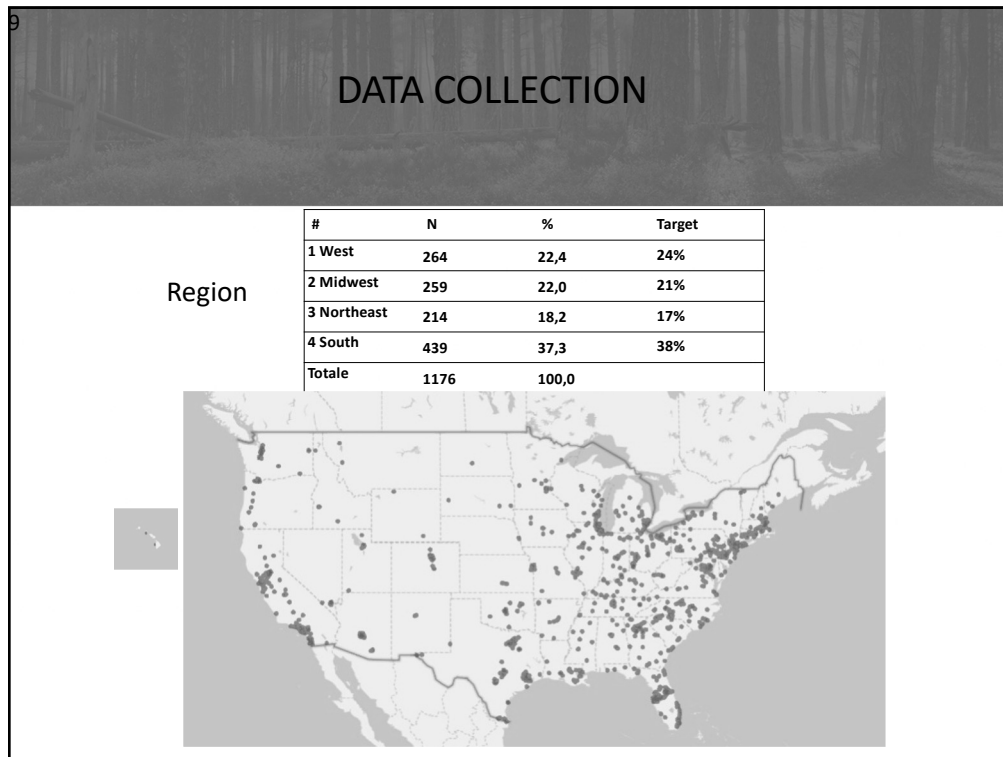 9
DATA COLLECTION
Region
# N % Target
1 West 264 22,4 24%
2 Midwest 259 22,0 21%
3 Northeast 214 18,2 17%
4 South 439 37,3 38%
Totale 1176 100,0